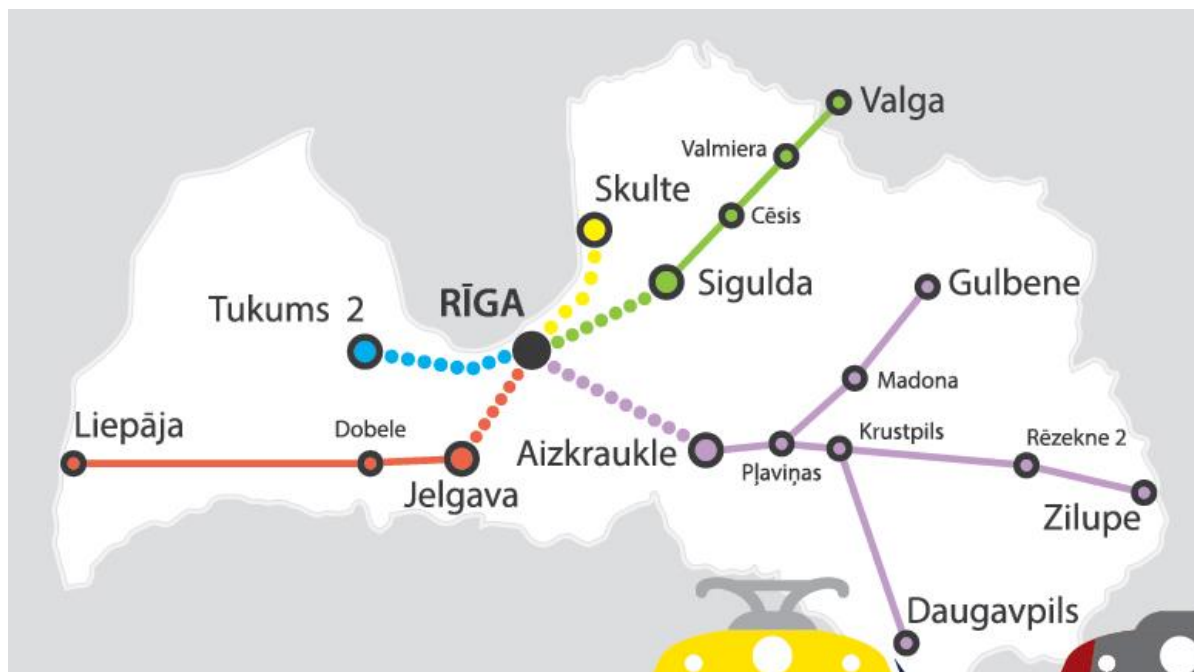 Valga
Valmiera
Skulte
Cēsis
Sigulda
Gulbene
RĪGA
Tukums 2
Madona
Liepāja
Dobele
Krustpils
Rēzekne 2
Aizkraukle
Pļaviņas
Jelgava
Zilupe
Daugavpils